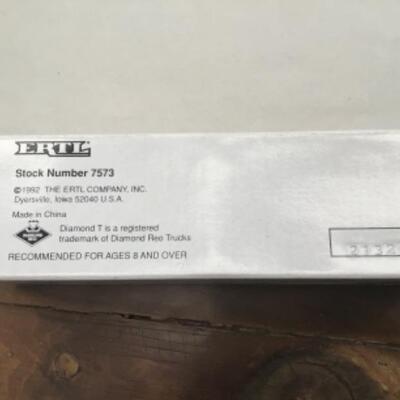 ERTL
Stock Number 7573
©1992 THE ERTL COMPANY, INC.
Dyersville, Iowa 52040 U.S.A.
Made in China
Diamond T is a registered
trademark of Diamond Reo Trucks
RECOMMENDED FOR AGES 8 AND OVER